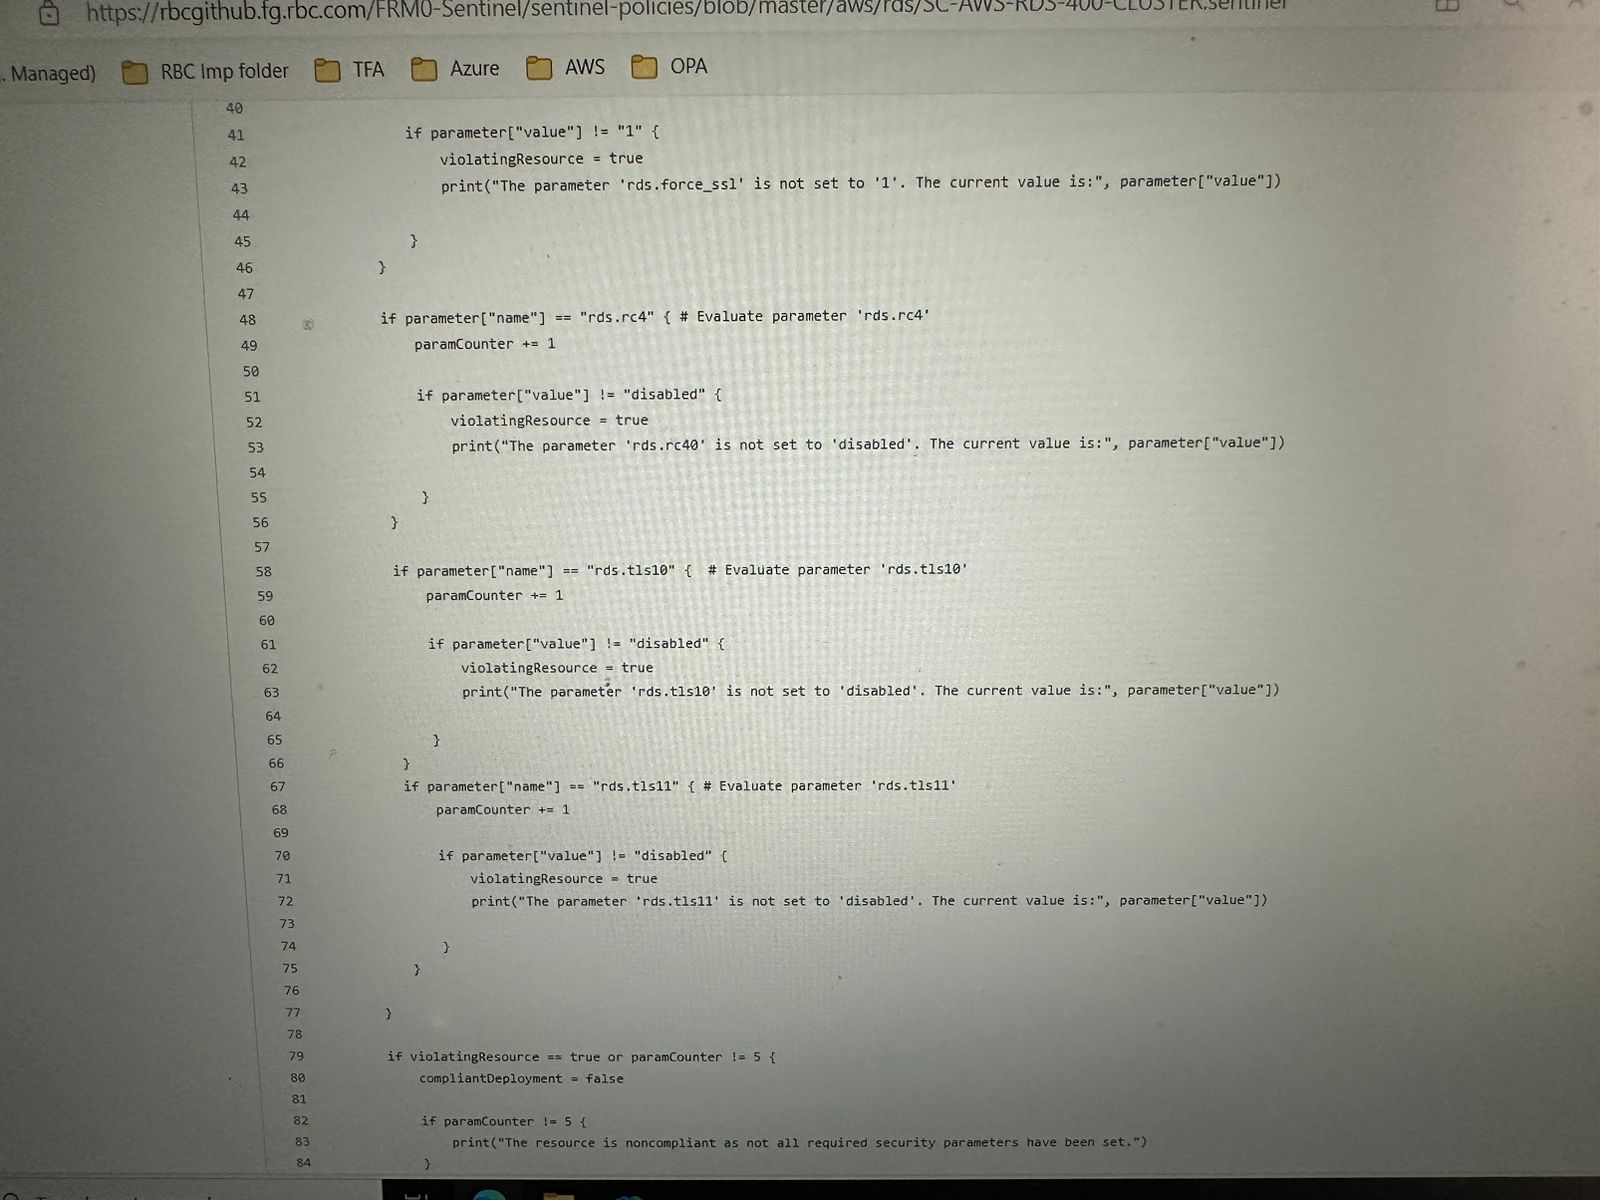 https://rbcgithub.fg.rbc.com/FRM0-Sentinel/sentinel-policies/blob/master/aws/rds/SC-AWS-RDS-400-CLUSTER.sentinel
. Managed) RBC Imp folder TFA Azure AWS OPA
40
41 if parameter["value"] != "1" {
42 violatingResource = true
43 print("The parameter 'rds.force_ssl' is not set to '1'. The current value is:", parameter["value"])
44
45 }
46 }
47
48 if parameter["name"] == "rds.rc4" { # Evaluate parameter 'rds.rc4'
49 paramCounter += 1
50
51 if parameter["value"] != "disabled" {
52 violatingResource = true
53 print("The parameter 'rds.rc40' is not set to 'disabled'. The current value is:", parameter["value"])
54
55 }
56 }
57
58 if parameter["name"] == "rds.tls10" { # Evaluate parameter 'rds.tls10'
59 paramCounter += 1
60
61 if parameter["value"] != "disabled" {
62 violatingResource = true
63 print("The parameter 'rds.tls10' is not set to 'disabled'. The current value is:", parameter["value"])
64
65 }
66 }
67 if parameter["name"] == "rds.tls11" { # Evaluate parameter 'rds.tls11'
68 paramCounter += 1
69
70 if parameter["value"] != "disabled" {
71 violatingResource = true
72 print("The parameter 'rds.tls11' is not set to 'disabled'. The current value is:", parameter["value"])
73
74 }
75 }
76
77 }
78
79 if violatingResource == true or paramCounter != 5 {
80 compliantDeployment = false
81
82 if paramCounter != 5 {
83 print("The resource is noncompliant as not all required security parameters have been set.")
84 }